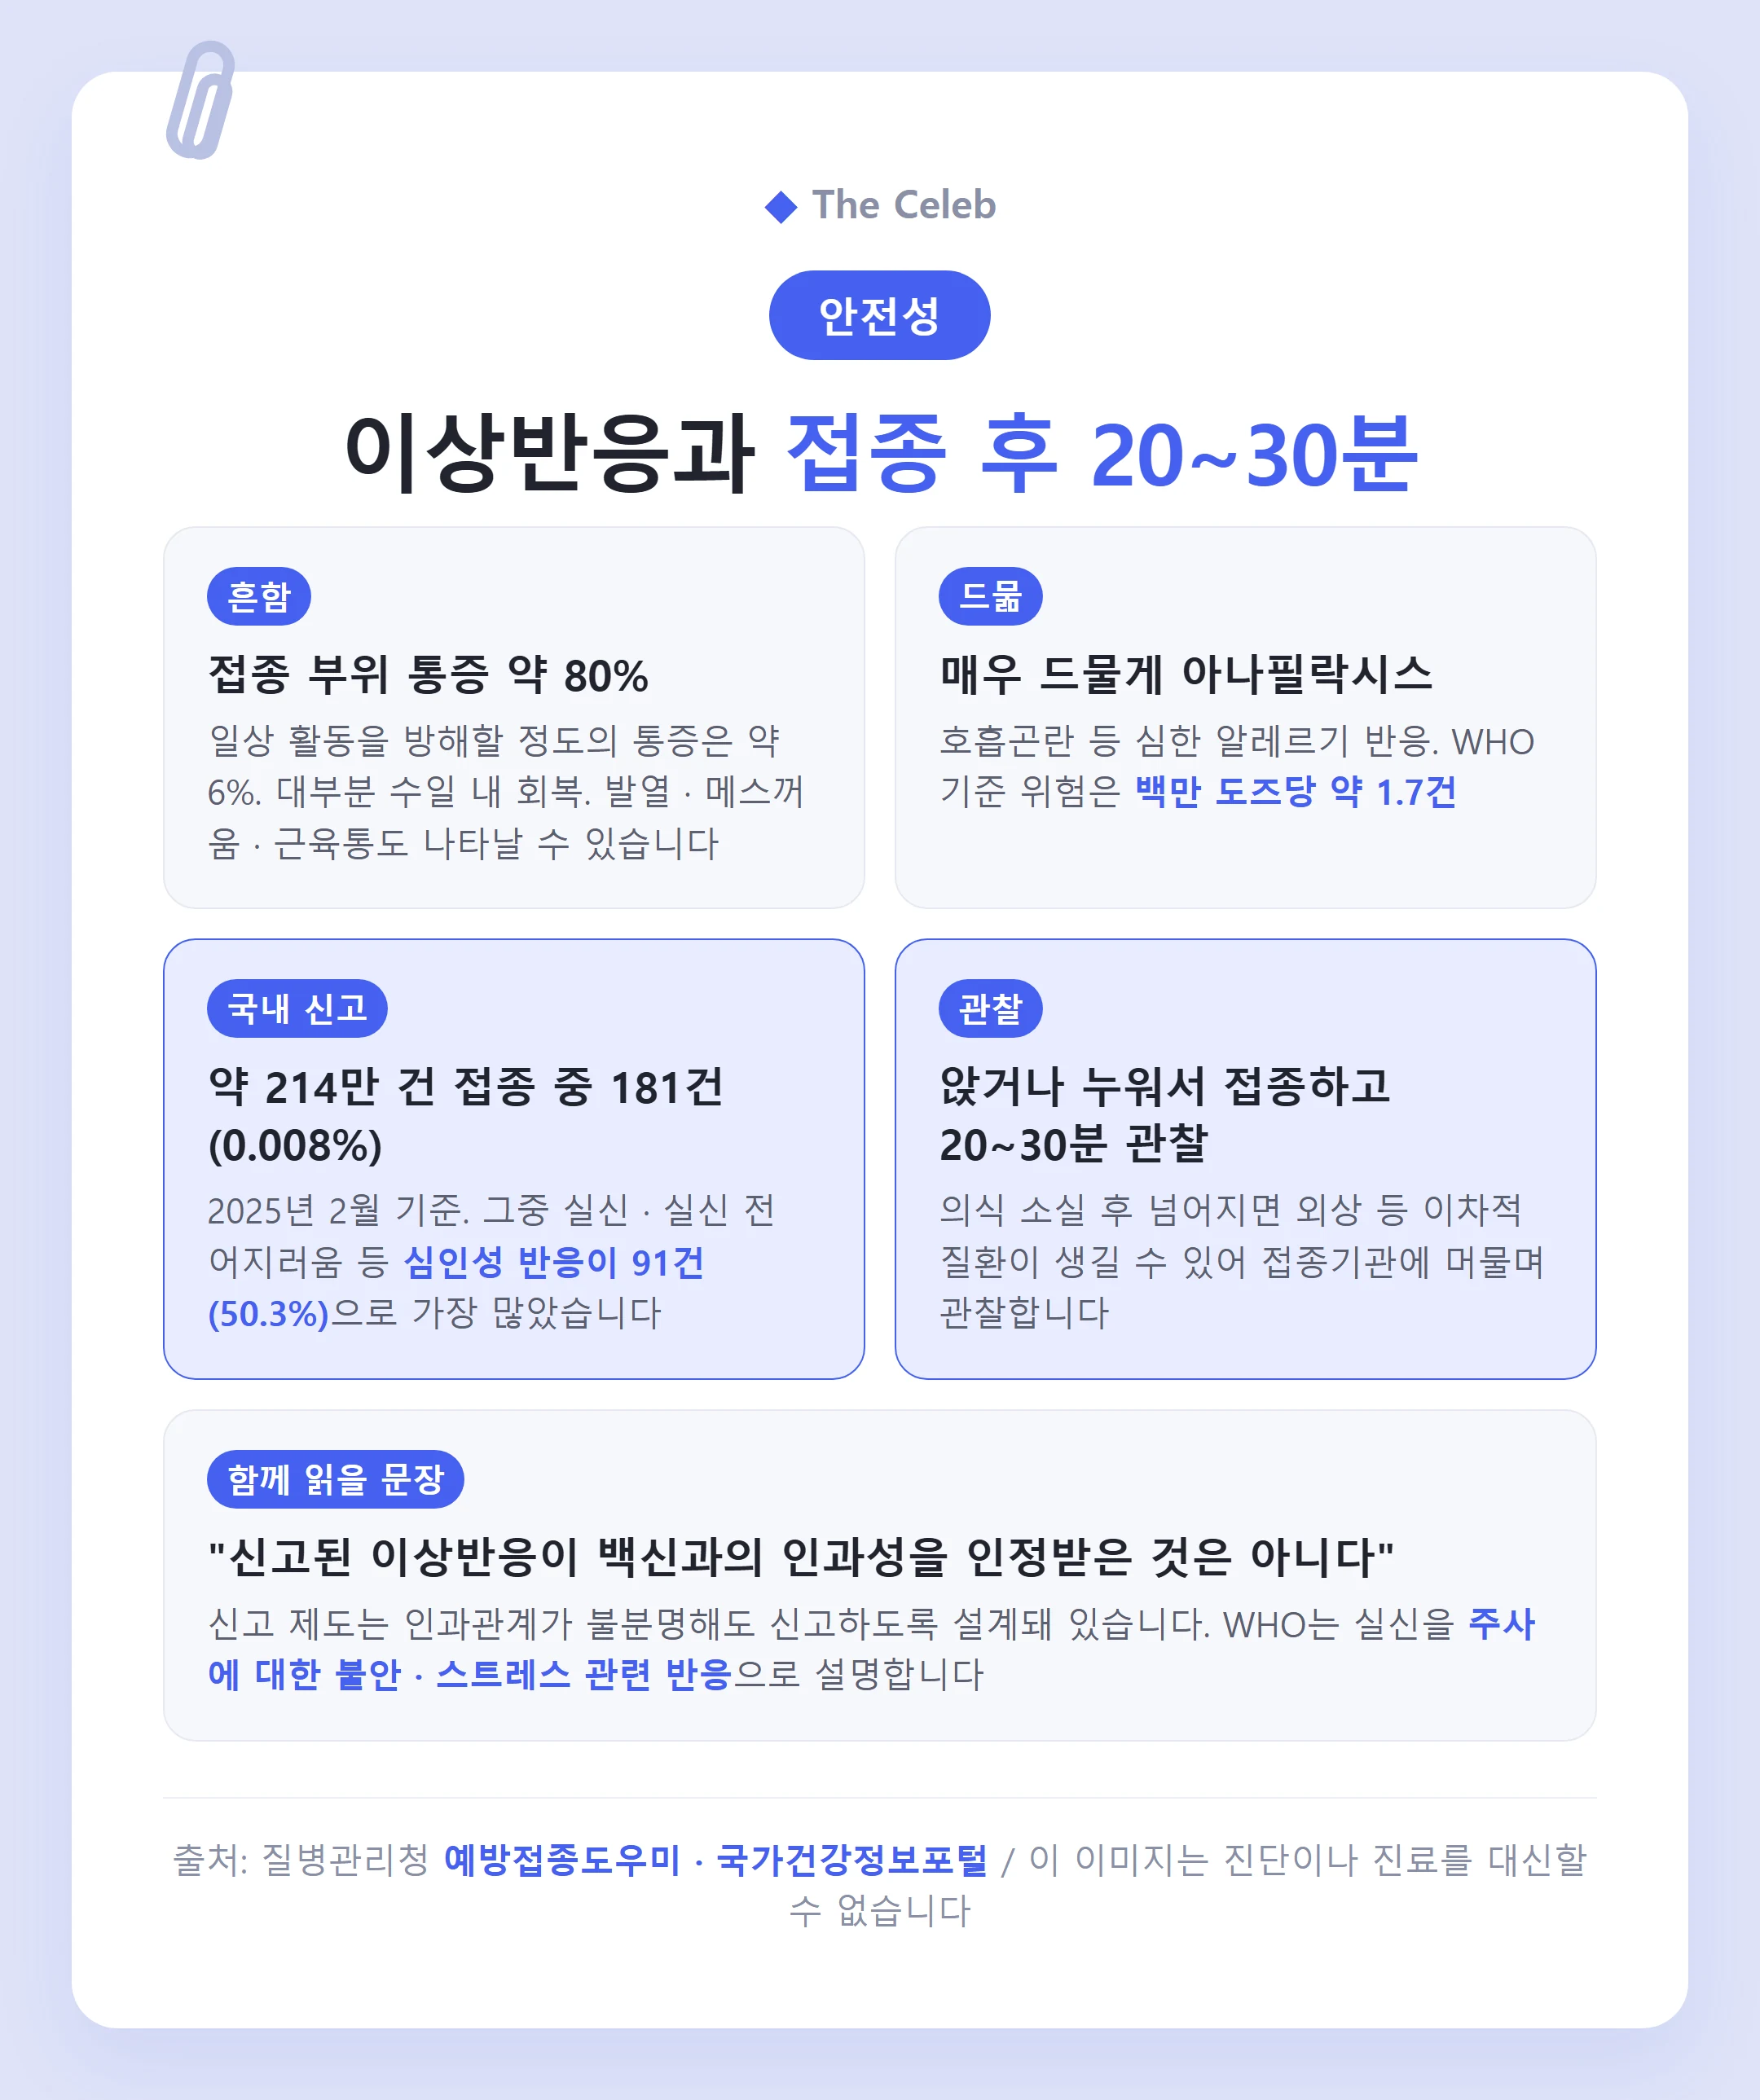 The Celeb
안전성
이상반응과 접종 후 20~30분
흔함
접종 부위 통증 약 80%
일상 활동을 방해할 정도의 통증은 약
6%. 대부분 수일 내 회복. 발열 · 메스꺼
움 · 근육통도 나타날 수 있습니다
드묾
매우 드물게 아나필락시스
호흡곤란 등 심한 알레르기 반응. WHO
기준 위험은 백만 도즈당 약 1.7건
국내 신고
약 214만 건 접종 중 181건
(0.008%)
2025년 2월 기준. 그중 실신 · 실신 전
어지러움 등 심인성 반응이 91건
(50.3%)으로 가장 많았습니다
관찰
앉거나 누워서 접종하고
20~30분 관찰
의식 소실 후 넘어지면 외상 등 이차적
질환이 생길 수 있어 접종기관에 머물며
관찰합니다
함께 읽을 문장
"신고된 이상반응이 백신과의 인과성을 인정받은 것은 아니다"
신고 제도는 인과관계가 불분명해도 신고하도록 설계돼 있습니다. WHO는 실신을 주사
에 대한 불안 · 스트레스 관련 반응으로 설명합니다
출처: 질병관리청 예방접종도우미 · 국가건강정보포털 / 이 이미지는 진단이나 진료를 대신할
수 없습니다